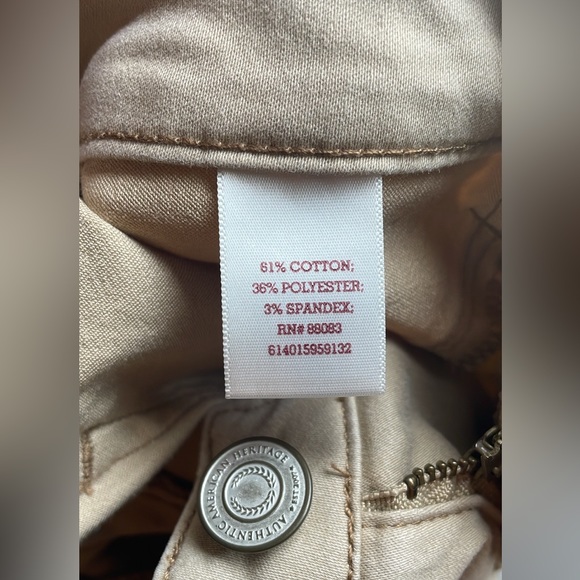 61% COTTON;
36% POLYESTER;
3% SPANDEX;
RN# 88083
614015959132
AUTHENTIC AMERICAN HERITAGE